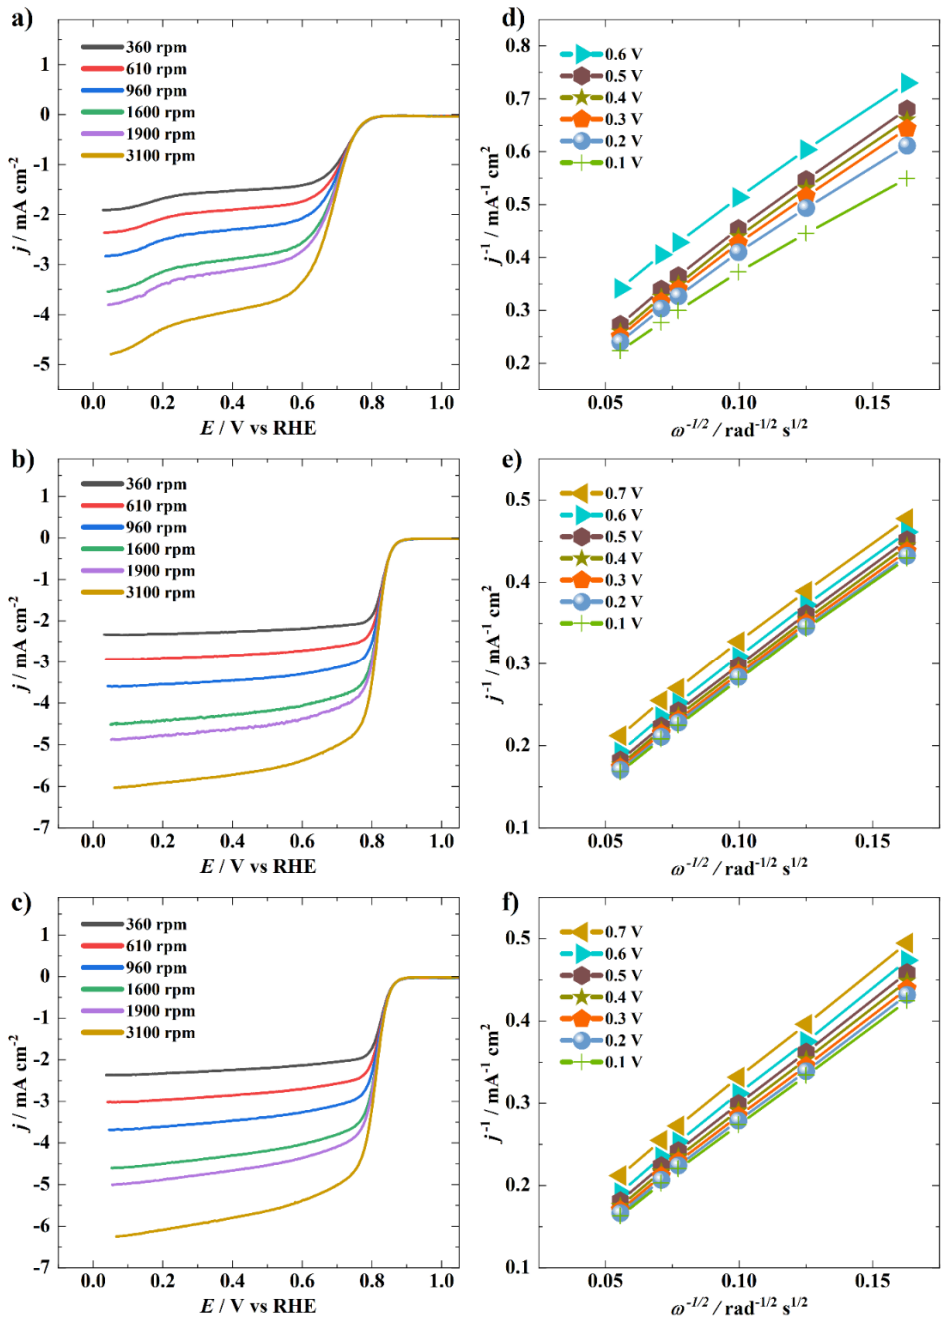 a)
360 rpm
610 rpm
960 rpm
1600 rpm
1900 rpm
3100 rpm
1
0
-1
-2
-3
-4
-5
j / mA cm-2
0.0 0.2 0.4 0.6 0.8 1.0
E / V vs RHE
d)
0.6 V
0.5 V
0.4 V
0.3 V
0.2 V
0.1 V
0.8
0.7
0.6
0.5
0.4
0.3
0.2
j-1 / mA-1 cm2
0.05 0.10 0.15
ω-1/2 / rad-1/2 s1/2
b)
360 rpm
610 rpm
960 rpm
1600 rpm
1900 rpm
3100 rpm
1
0
-1
-2
-3
-4
-5
-6
-7
j / mA cm-2
0.0 0.2 0.4 0.6 0.8 1.0
E / V vs RHE
e)
0.7 V
0.6 V
0.5 V
0.4 V
0.3 V
0.2 V
0.1 V
0.5
0.4
0.3
0.2
0.1
j-1 / mA-1 cm2
0.05 0.10 0.15
ω-1/2 / rad-1/2 s1/2
c)
360 rpm
610 rpm
960 rpm
1600 rpm
1900 rpm
3100 rpm
1
0
-1
-2
-3
-4
-5
-6
-7
j / mA cm-2
0.0 0.2 0.4 0.6 0.8 1.0
E / V vs RHE
f)
0.7 V
0.6 V
0.5 V
0.4 V
0.3 V
0.2 V
0.1 V
0.5
0.4
0.3
0.2
0.1
j-1 / mA-1 cm2
0.05 0.10 0.15
ω-1/2 / rad-1/2 s1/2